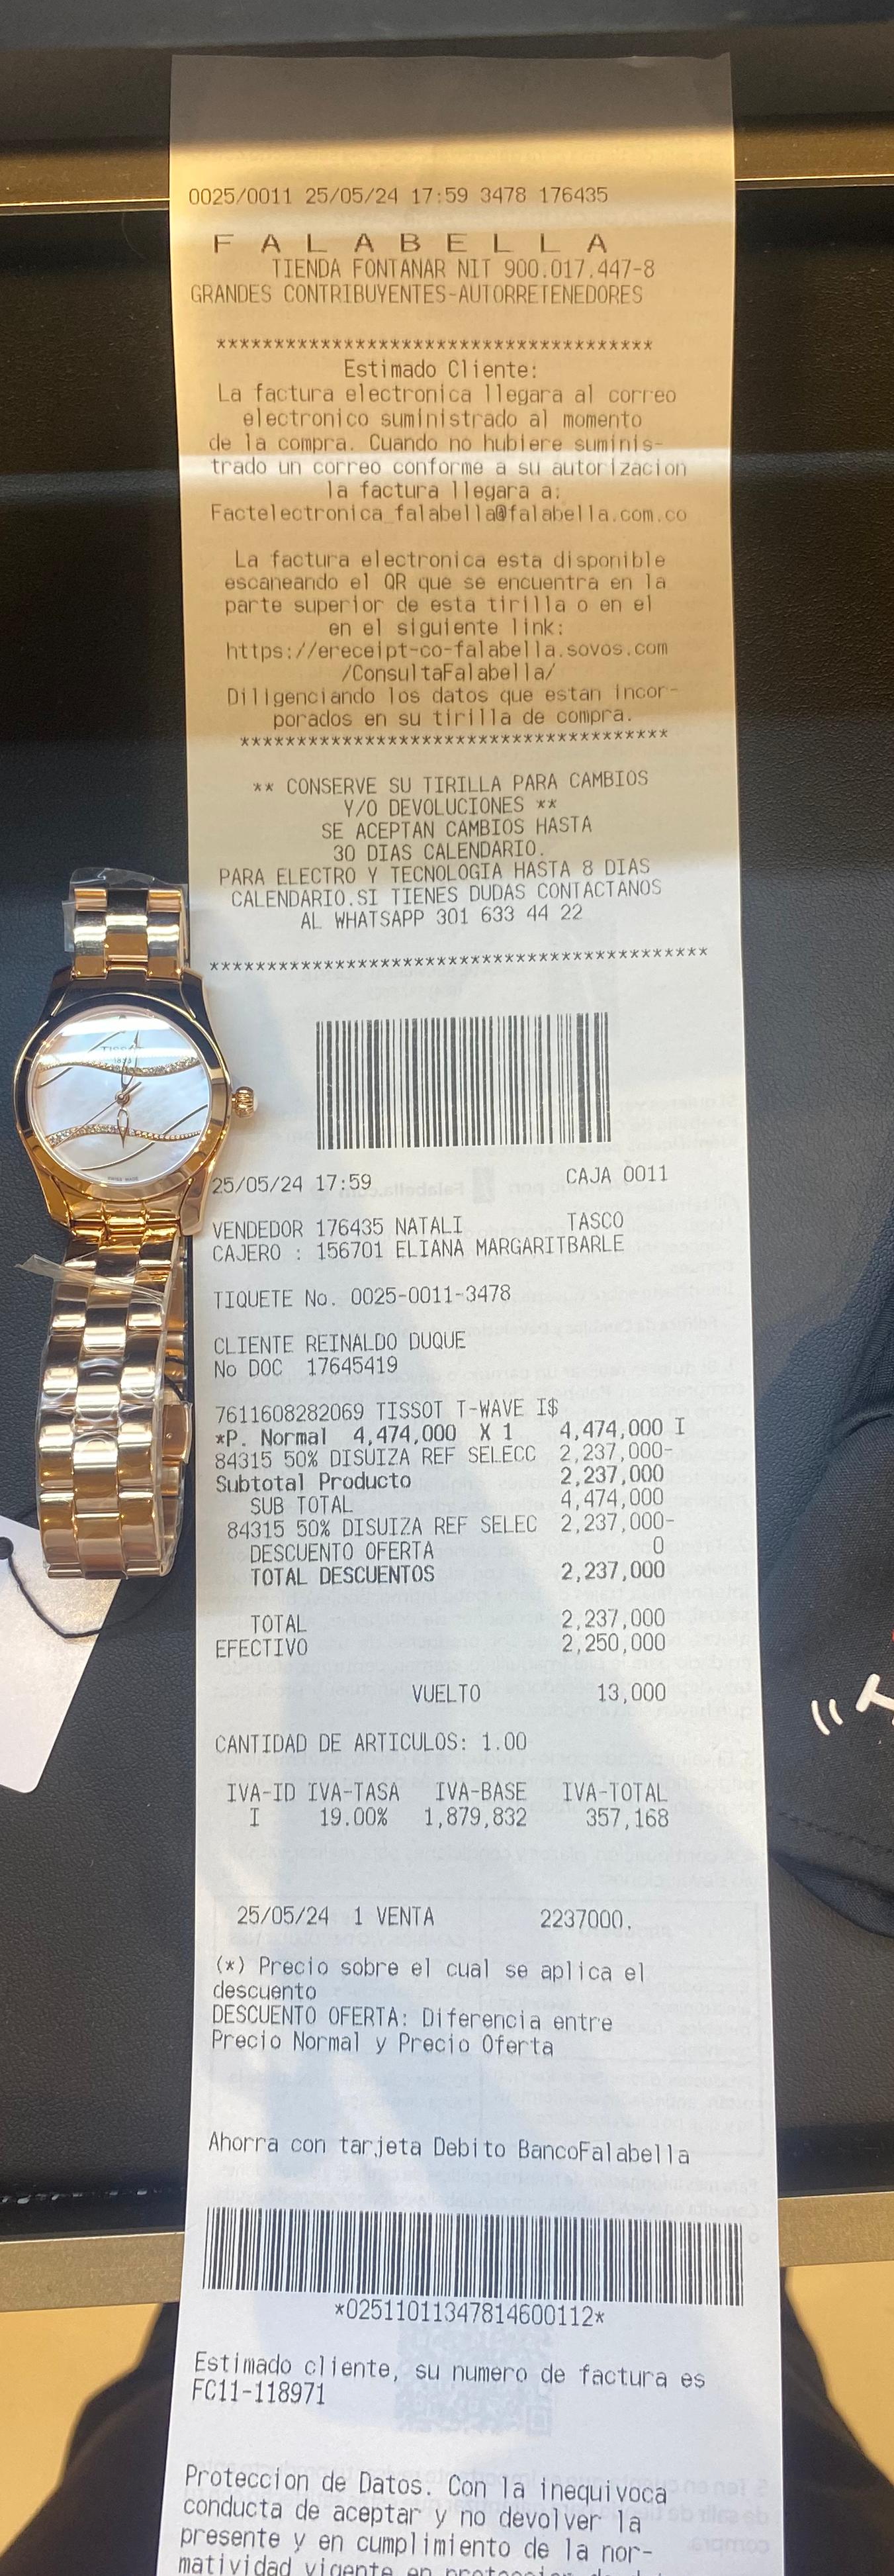 0025/0011 25/05/24 17:59 3478 176435
FALABELLA
TIENDA FONTANAR NIT 900.017.447-8
GRANDES CONTRIBUYENTES-AUTORRETENEDORES
**************************************
Estimado Cliente:
La factura electronica llegara al correo
electronico suministrado al momento
de la compra. Cuando no hubiere suminis-
trado un correo conforme a su autorizacion
la factura llegara a:
Factelectronica_falabella@falabella.com.co
La factura electronica esta disponible
escaneando el QR que se encuentra en la
parte superior de esta tirilla o en el
en el siguiente link:
https://ereceipt-co-falabella.sovos.com
/ConsultaFalabella/
Diligenciando los datos que estan incor-
porados en su tirilla de compra.
**************************************
** CONSERVE SU TIRILLA PARA CAMBIOS
Y/O DEVOLUCIONES **
SE ACEPTAN CAMBIOS HASTA
30 DIAS CALENDARIO.
PARA ELECTRO Y TECNOLOGIA HASTA 8 DIAS
CALENDARIO.SI TIENES DUDAS CONTACTANOS
AL WHATSAPP 301 633 44 22
*******************************************
25/05/24 17:59 CAJA 0011
VENDEDOR 176435 NATALI TASCO
CAJERO : 156701 ELIANA MARGARITBARLE
TIQUETE No. 0025-0011-3478
CLIENTE REINALDO DUQUE
No DOC 17645419
7611608282069 TISSOT T-WAVE I$
*P. Normal 4,474,000 X 1 4,474,000 I
84315 50% DISUIZA REF SELECC 2,237,000-
Subtotal Producto 2,237,000
SUB TOTAL 4,474,000
84315 50% DISUIZA REF SELEC 2,237,000-
DESCUENTO OFERTA 0
TOTAL DESCUENTOS 2,237,000
TOTAL 2,237,000
EFECTIVO 2,250,000
VUELTO 13,000
CANTIDAD DE ARTICULOS: 1.00
IVA-ID IVA-TASA IVA-BASE IVA-TOTAL
I 19.00% 1,879,832 357,168
25/05/24 1 VENTA 2237000.
(*) Precio sobre el cual se aplica el
descuento
DESCUENTO OFERTA: Diferencia entre
Precio Normal y Precio Oferta
Ahorra con tarjeta Debito BancoFalabella
*02511011347814600112*
Estimado cliente, su numero de factura es
FC11-118971
Proteccion de Datos. Con la inequivoca
conducta de aceptar y no devolver la
presente y en cumplimiento de la nor-
matividad vigente en